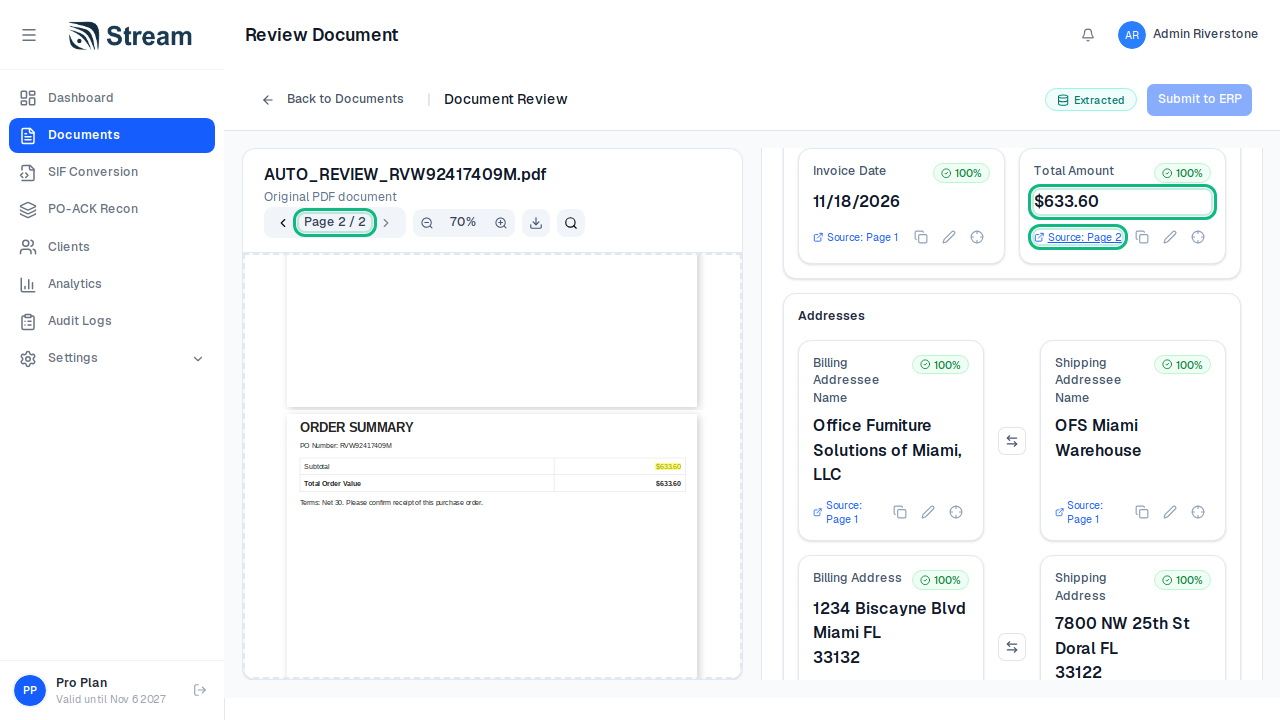 Stream
Review Document
AR
Admin Riverstone
Dashboard
Documents
SIF Conversion
PO-ACK Recon
Clients
Analytics
Audit Logs
Settings
PP
Pro Plan
Valid until Nov 6 2027
Back to Documents
Document Review
Extracted
Submit to ERP
AUTO_REVIEW_RVW92417409M.pdf
Original PDF document
Page 2 / 2
70%
ORDER SUMMARY
PO Number: RVW92417409M
Subtotal $633.60
Total Order Value $633.60
Terms: Net 30. Please confirm receipt of this purchase order.
Invoice Date
100%
11/18/2026
Source: Page 1
Total Amount
100%
$633.60
Source: Page 2
Addresses
Billing
Addressee
Name
100%
Office Furniture
Solutions of Miami,
LLC
Source:
Page 1
Shipping
Addressee
Name
100%
OFS Miami
Warehouse
Source:
Page 1
Billing Address
100%
1234 Biscayne Blvd
Miami FL
33132
Shipping
Address
100%
7800 NW 25th St
Doral FL
33122